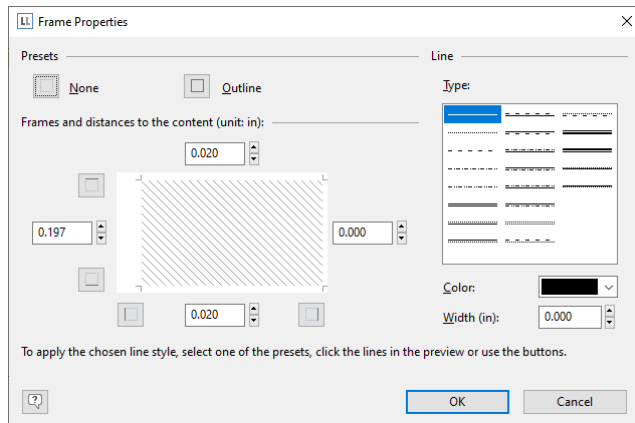 LL Frame Properties
Presets
None
Outline
Frames and distances to the content (unit: in):
0.020
0.197
0.000
0.020
Line
Type:
Color:
Width (in):
0.000
To apply the chosen line style, select one of the presets, click the lines in the preview or use the buttons.
?
OK
Cancel